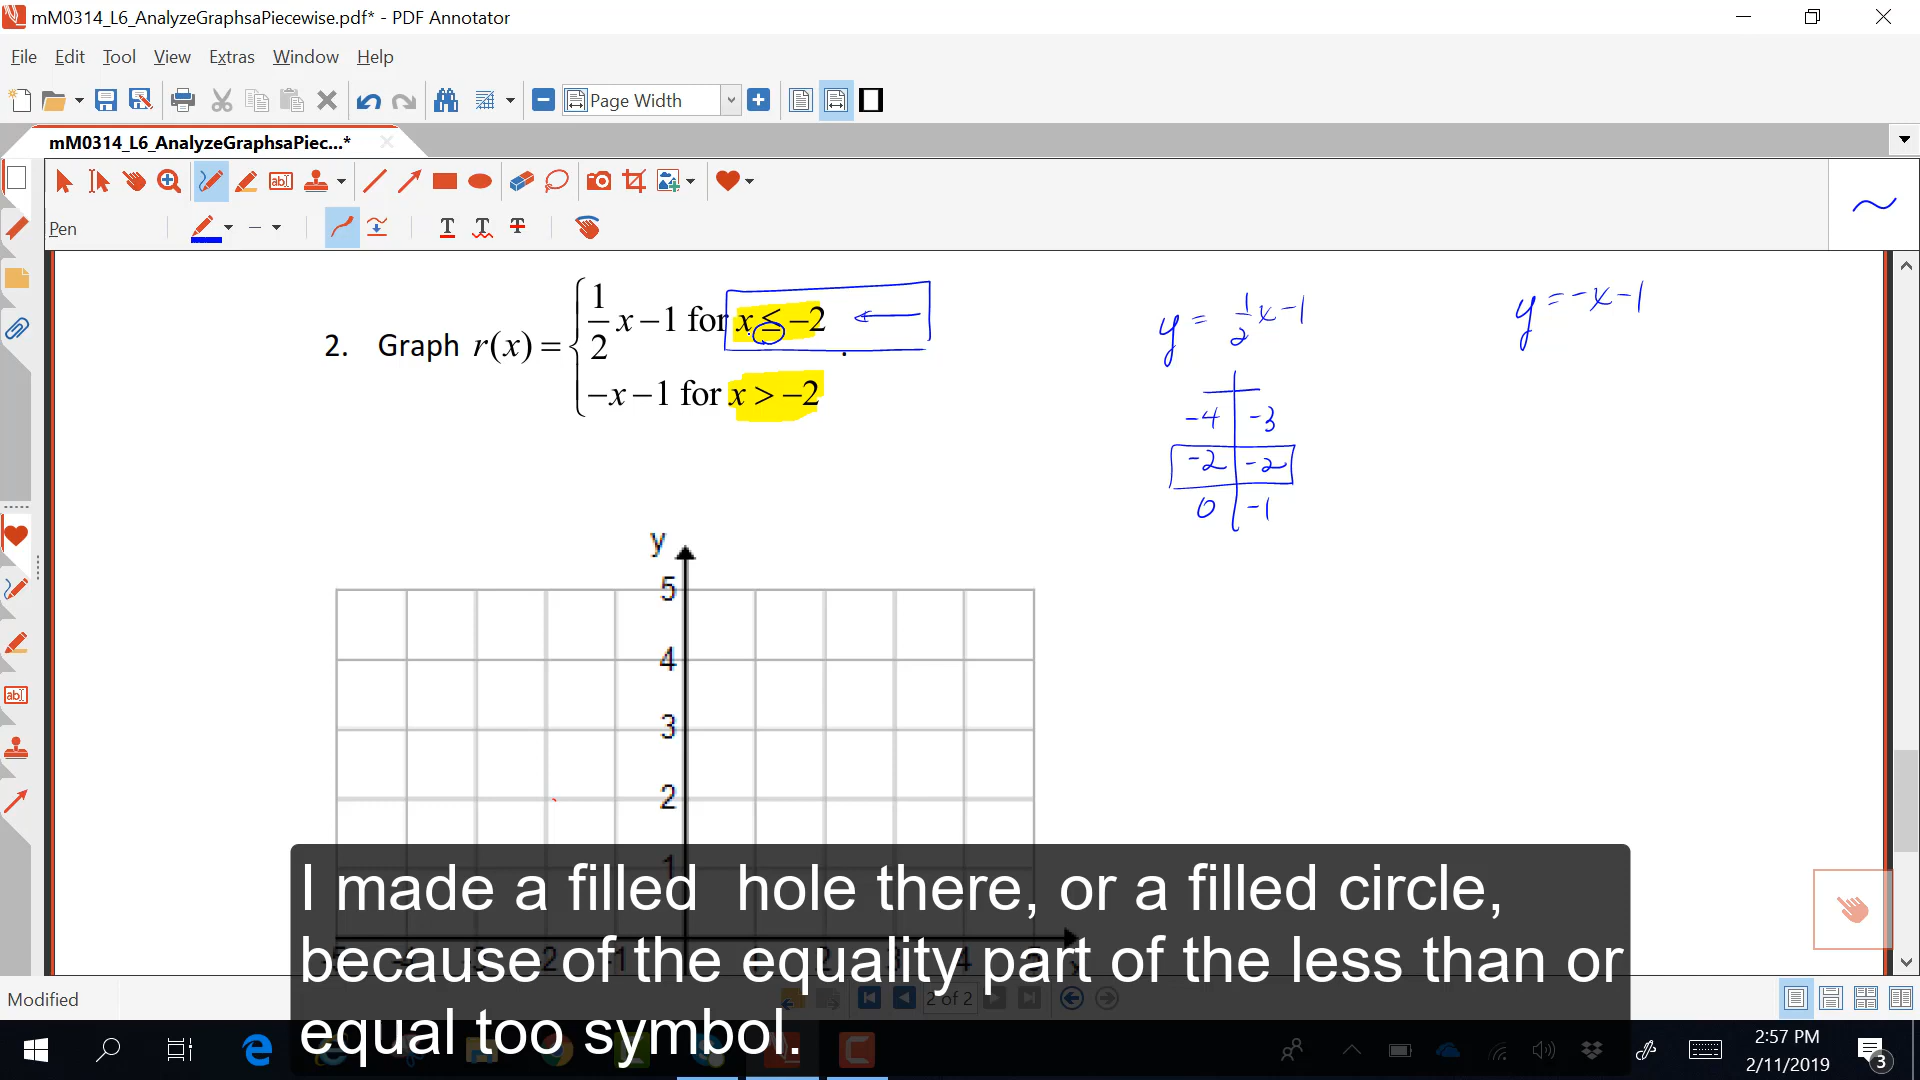 mM0314_L6_AnalyzeGraphsaPiecewise.pdf* - PDF Annotator
File Edit Tool View Extras Window Help
Page Width
mM0314_L6_AnalyzeGraphsaPiec...*
Pen
2. Graph r(x) = { 1/2 x − 1 for x ≤ −2
−x − 1 for x > −2
y = 1/2 x - 1
-4 | -3
-2 | -2
0 | -1
y = -x - 1
y
5
4
3
2
1
I made a filled hole there, or a filled circle,
because of the equality part of the less than or
equal too symbol.
Modified
2 of 2
2:57 PM
2/11/2019
3